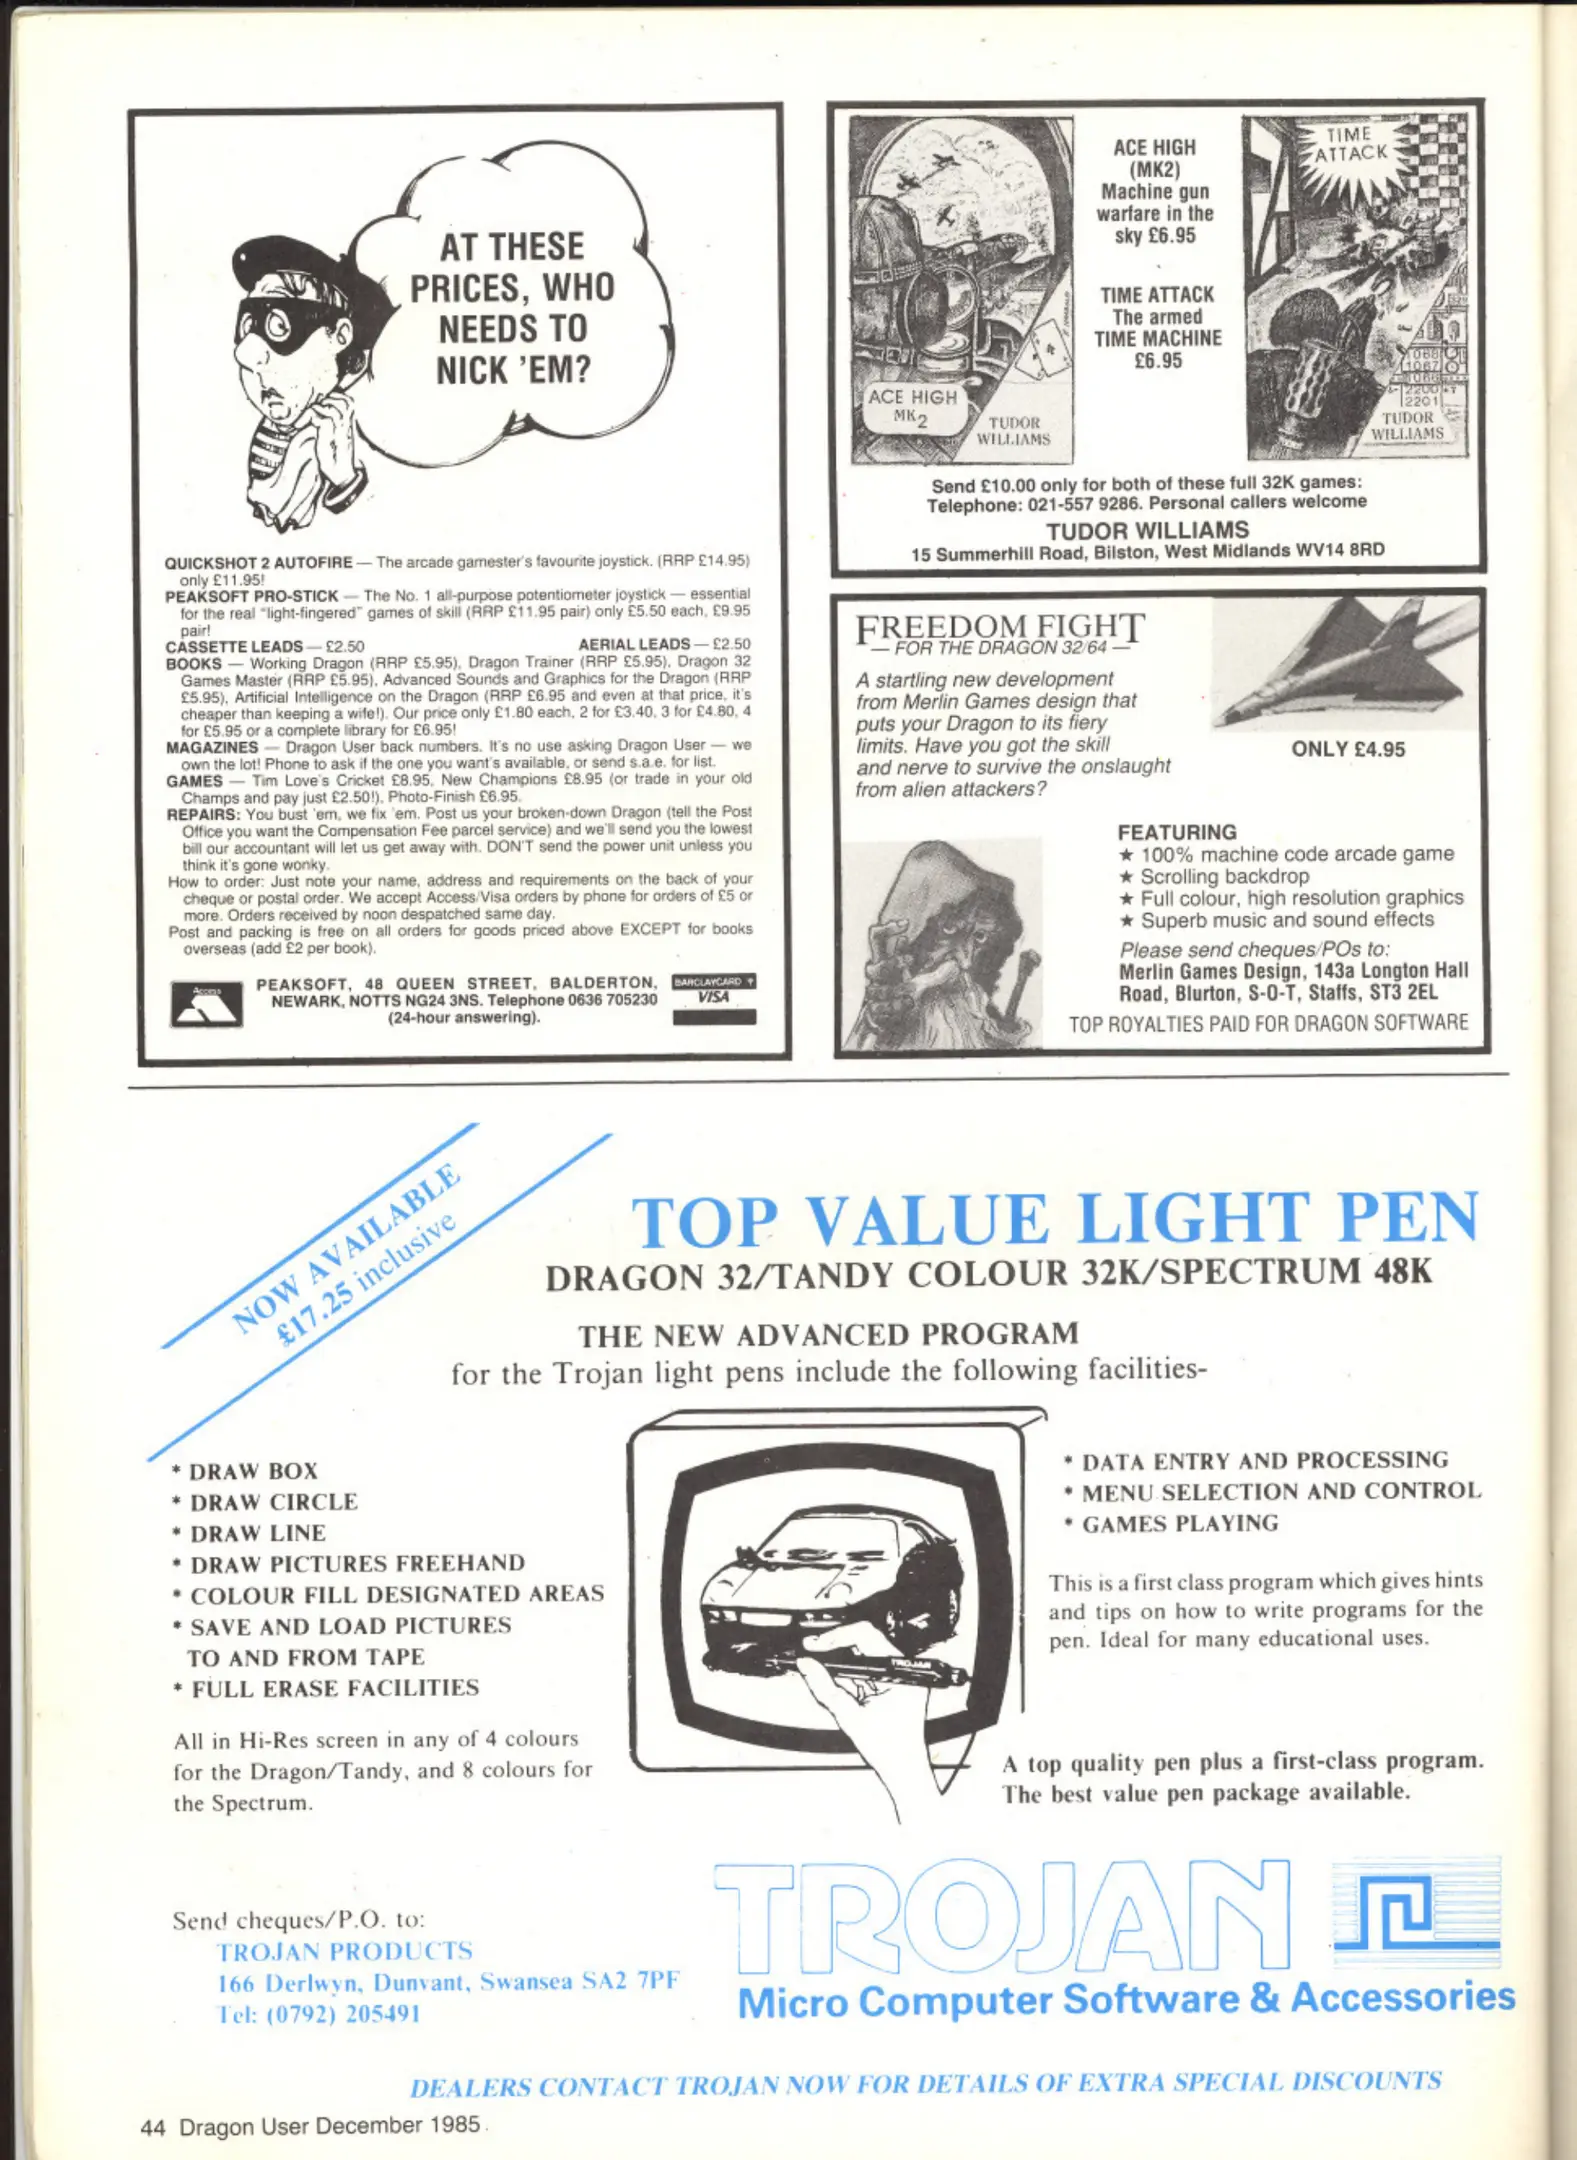 AT THESE
PRICES, WHO
NEEDS TO
NICK 'EM?
QUICKSHOT 2 AUTOFIRE — The arcade gamester's favourite joystick. (RRP £14.95)
only £11.95!
PEAKSOFT PRO-STICK — The No. 1 all-purpose potentiometer joystick — essential
for the real "light-fingered" games of skill (RRP £11.95 pair) only £5.50 each, £9.95
pair!
CASSETTE LEADS — £2.50 AERIAL LEADS — £2.50
BOOKS — Working Dragon (RRP £5.95), Dragon Trainer (RRP £5.95), Dragon 32
Games Master (RRP £5.95), Advanced Sounds and Graphics for the Dragon (RRP
£5.95), Artificial Intelligence on the Dragon (RRP £6.95 and even at that price, it's
cheaper than keeping a wife!). Our price only £1.80 each, 2 for £3.40, 3 for £4.80, 4
for £5.95 or a complete library for £6.95!
MAGAZINES — Dragon User back numbers. It's no use asking Dragon User — we
own the lot! Phone to ask if the one you want's available, or send s.a.e. for list.
GAMES — Tim Love's Cricket £8.95, New Champions £8.95 (or trade in your old
Champs and pay just £2.50!), Photo-Finish £6.95.
REPAIRS: You bust 'em, we fix 'em. Post us your broken-down Dragon (tell the Post
Office you want the Compensation Fee parcel service) and we'll send you the lowest
bill our accountant will let us get away with. DON'T send the power unit unless you
think it's gone wonky.
How to order: Just note your name, address and requirements on the back of your
cheque or postal order. We accept Access/Visa orders by phone for orders of £5 or
more. Orders received by noon despatched same day.
Post and packing is free on all orders for goods priced above EXCEPT for books
overseas (add £2 per book).
Access
PEAKSOFT, 48 QUEEN STREET, BALDERTON,
NEWARK, NOTTS NG24 3NS. Telephone 0636 705230
(24-hour answering).
BARCLAYCARD
VISA
ACE HIGH
MK2
TUDOR
WILLIAMS
ACE HIGH
(MK2)
Machine gun
warfare in the
sky £6.95
TIME ATTACK
The armed
TIME MACHINE
£6.95
TIME
ATTACK
1068
1067
1066
2200
2201
TUDOR
WILLIAMS
Send £10.00 only for both of these full 32K games:
Telephone: 021-557 9286. Personal callers welcome
TUDOR WILLIAMS
15 Summerhill Road, Bilston, West Midlands WV14 8RD
FREEDOM FIGHT
— FOR THE DRAGON 32/64 —
A startling new development
from Merlin Games design that
puts your Dragon to its fiery
limits. Have you got the skill
and nerve to survive the onslaught
from alien attackers?
ONLY £4.95
FEATURING
★ 100% machine code arcade game
★ Scrolling backdrop
★ Full colour, high resolution graphics
★ Superb music and sound effects
Please send cheques/POs to:
Merlin Games Design, 143a Longton Hall
Road, Blurton, S-O-T, Staffs, ST3 2EL
TOP ROYALTIES PAID FOR DRAGON SOFTWARE
NOW AVAILABLE
£17.25 inclusive
TOP VALUE LIGHT PEN
DRAGON 32/TANDY COLOUR 32K/SPECTRUM 48K
THE NEW ADVANCED PROGRAM
for the Trojan light pens include the following facilities-
* DRAW BOX
* DRAW CIRCLE
* DRAW LINE
* DRAW PICTURES FREEHAND
* COLOUR FILL DESIGNATED AREAS
* SAVE AND LOAD PICTURES
TO AND FROM TAPE
* FULL ERASE FACILITIES
All in Hi-Res screen in any of 4 colours
for the Dragon/Tandy, and 8 colours for
the Spectrum.
TROJAN
* DATA ENTRY AND PROCESSING
* MENU SELECTION AND CONTROL
* GAMES PLAYING
This is a first class program which gives hints
and tips on how to write programs for the
pen. Ideal for many educational uses.
A top quality pen plus a first-class program.
The best value pen package available.
Send cheques/P.O. to:
TROJAN PRODUCTS
166 Derlwyn, Dunvant, Swansea SA2 7PF
Tel: (0792) 205491
TROJAN
Micro Computer Software & Accessories
DEALERS CONTACT TROJAN NOW FOR DETAILS OF EXTRA SPECIAL DISCOUNTS
44 Dragon User December 1985